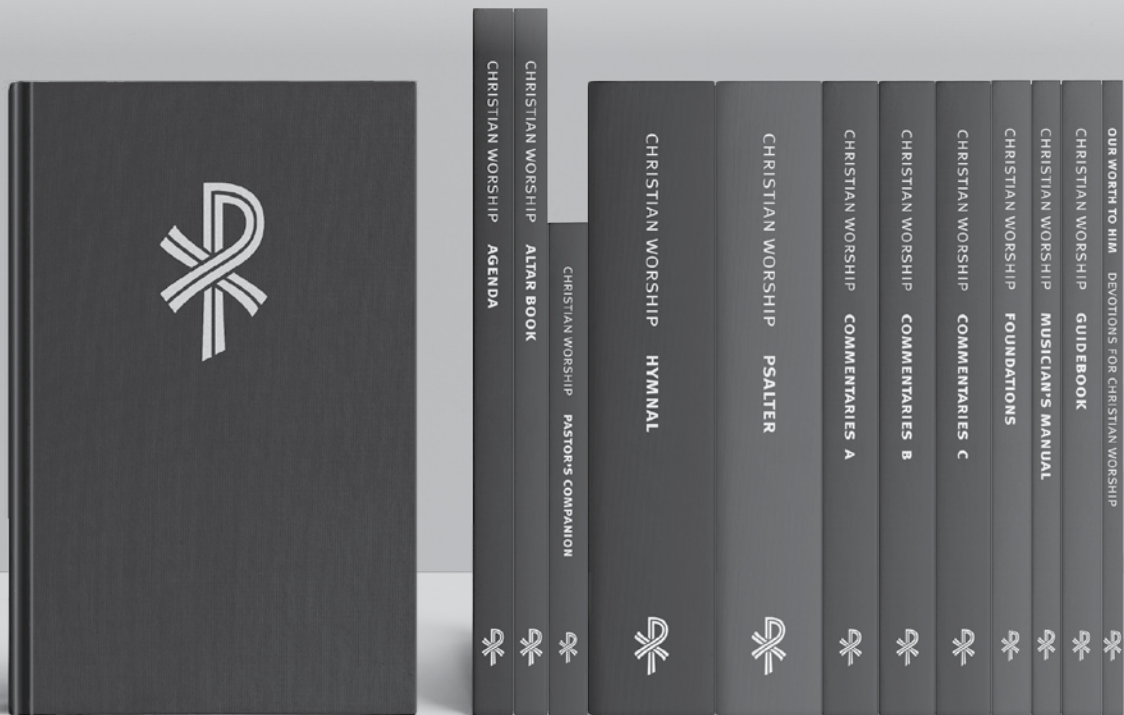 CHRISTIAN WORSHIP AGENDA
CHRISTIAN WORSHIP ALTAR BOOK
CHRISTIAN WORSHIP PASTOR'S COMPANION
CHRISTIAN WORSHIP HYMNAL
CHRISTIAN WORSHIP PSALTER
CHRISTIAN WORSHIP COMMENTARIES A
CHRISTIAN WORSHIP COMMENTARIES B
CHRISTIAN WORSHIP COMMENTARIES C
CHRISTIAN WORSHIP FOUNDATIONS
CHRISTIAN WORSHIP MUSICIAN'S MANUAL
CHRISTIAN WORSHIP GUIDEBOOK
OUR WORTH TO HIM DEVOTIONS FOR CHRISTIAN WORSHIP